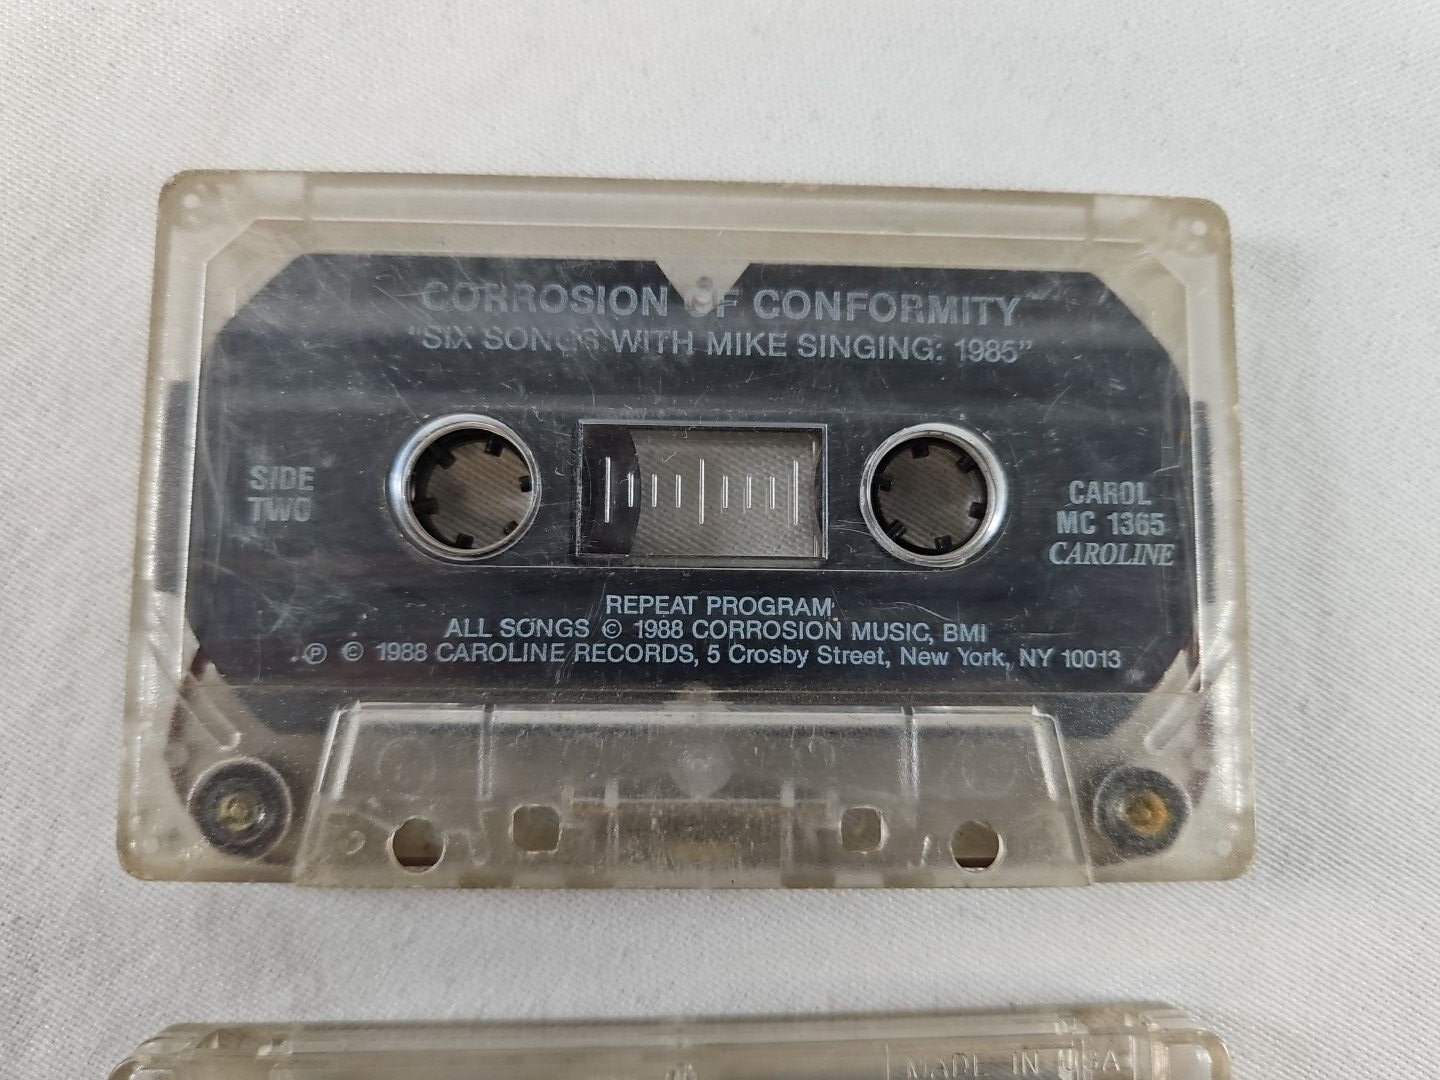 CORROSION OF CONFORMITY
"SIX SONGS WITH MIKE SINGING: 1985"
SIDE
TWO
CAROL
MC 1365
CAROLINE
REPEAT PROGRAM
ALL SONGS © 1988 CORROSION MUSIC, BMI
℗ © 1988 CAROLINE RECORDS, 5 Crosby Street, New York, NY 10013
MADE IN USA